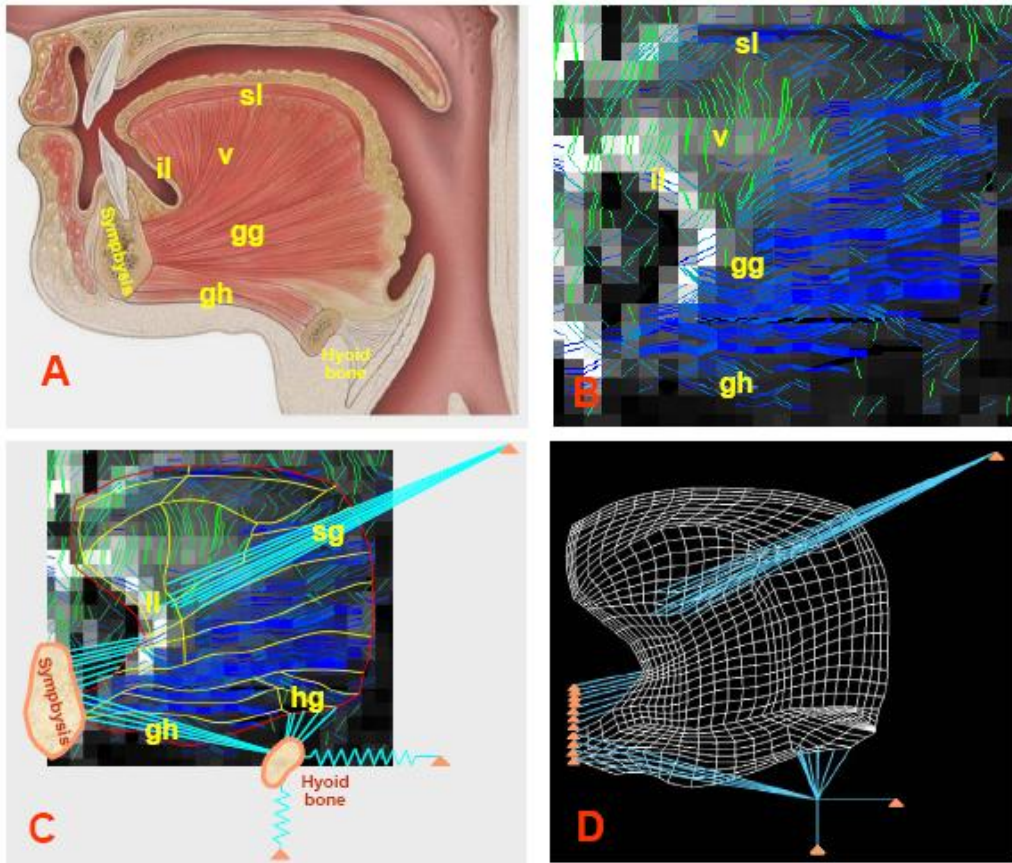 sl
v
il
gg
gh
Symphysis
Hyoid
bone
A
sl
v
il
gg
gh
B
sg
il
hg
gh
Symphysis
Hyoid
bone
C
D